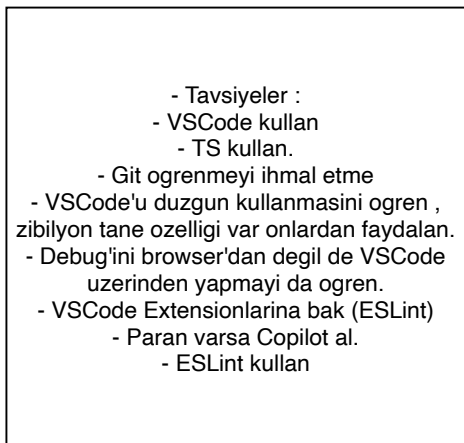 - Tavsiyeler :
- VSCode kullan
- TS kullan.
- Git ogrenmeyi ihmal etme
- VSCode'u duzgun kullanmasini ogren ,
zibilyon tane ozelligi var onlardan faydalan.
- Debug'ini browser'dan degil de VSCode
uzerinden yapmayi da ogren.
- VSCode Extensionlarina bak (ESLint)
- Paran varsa Copilot al.
- ESLint kullan